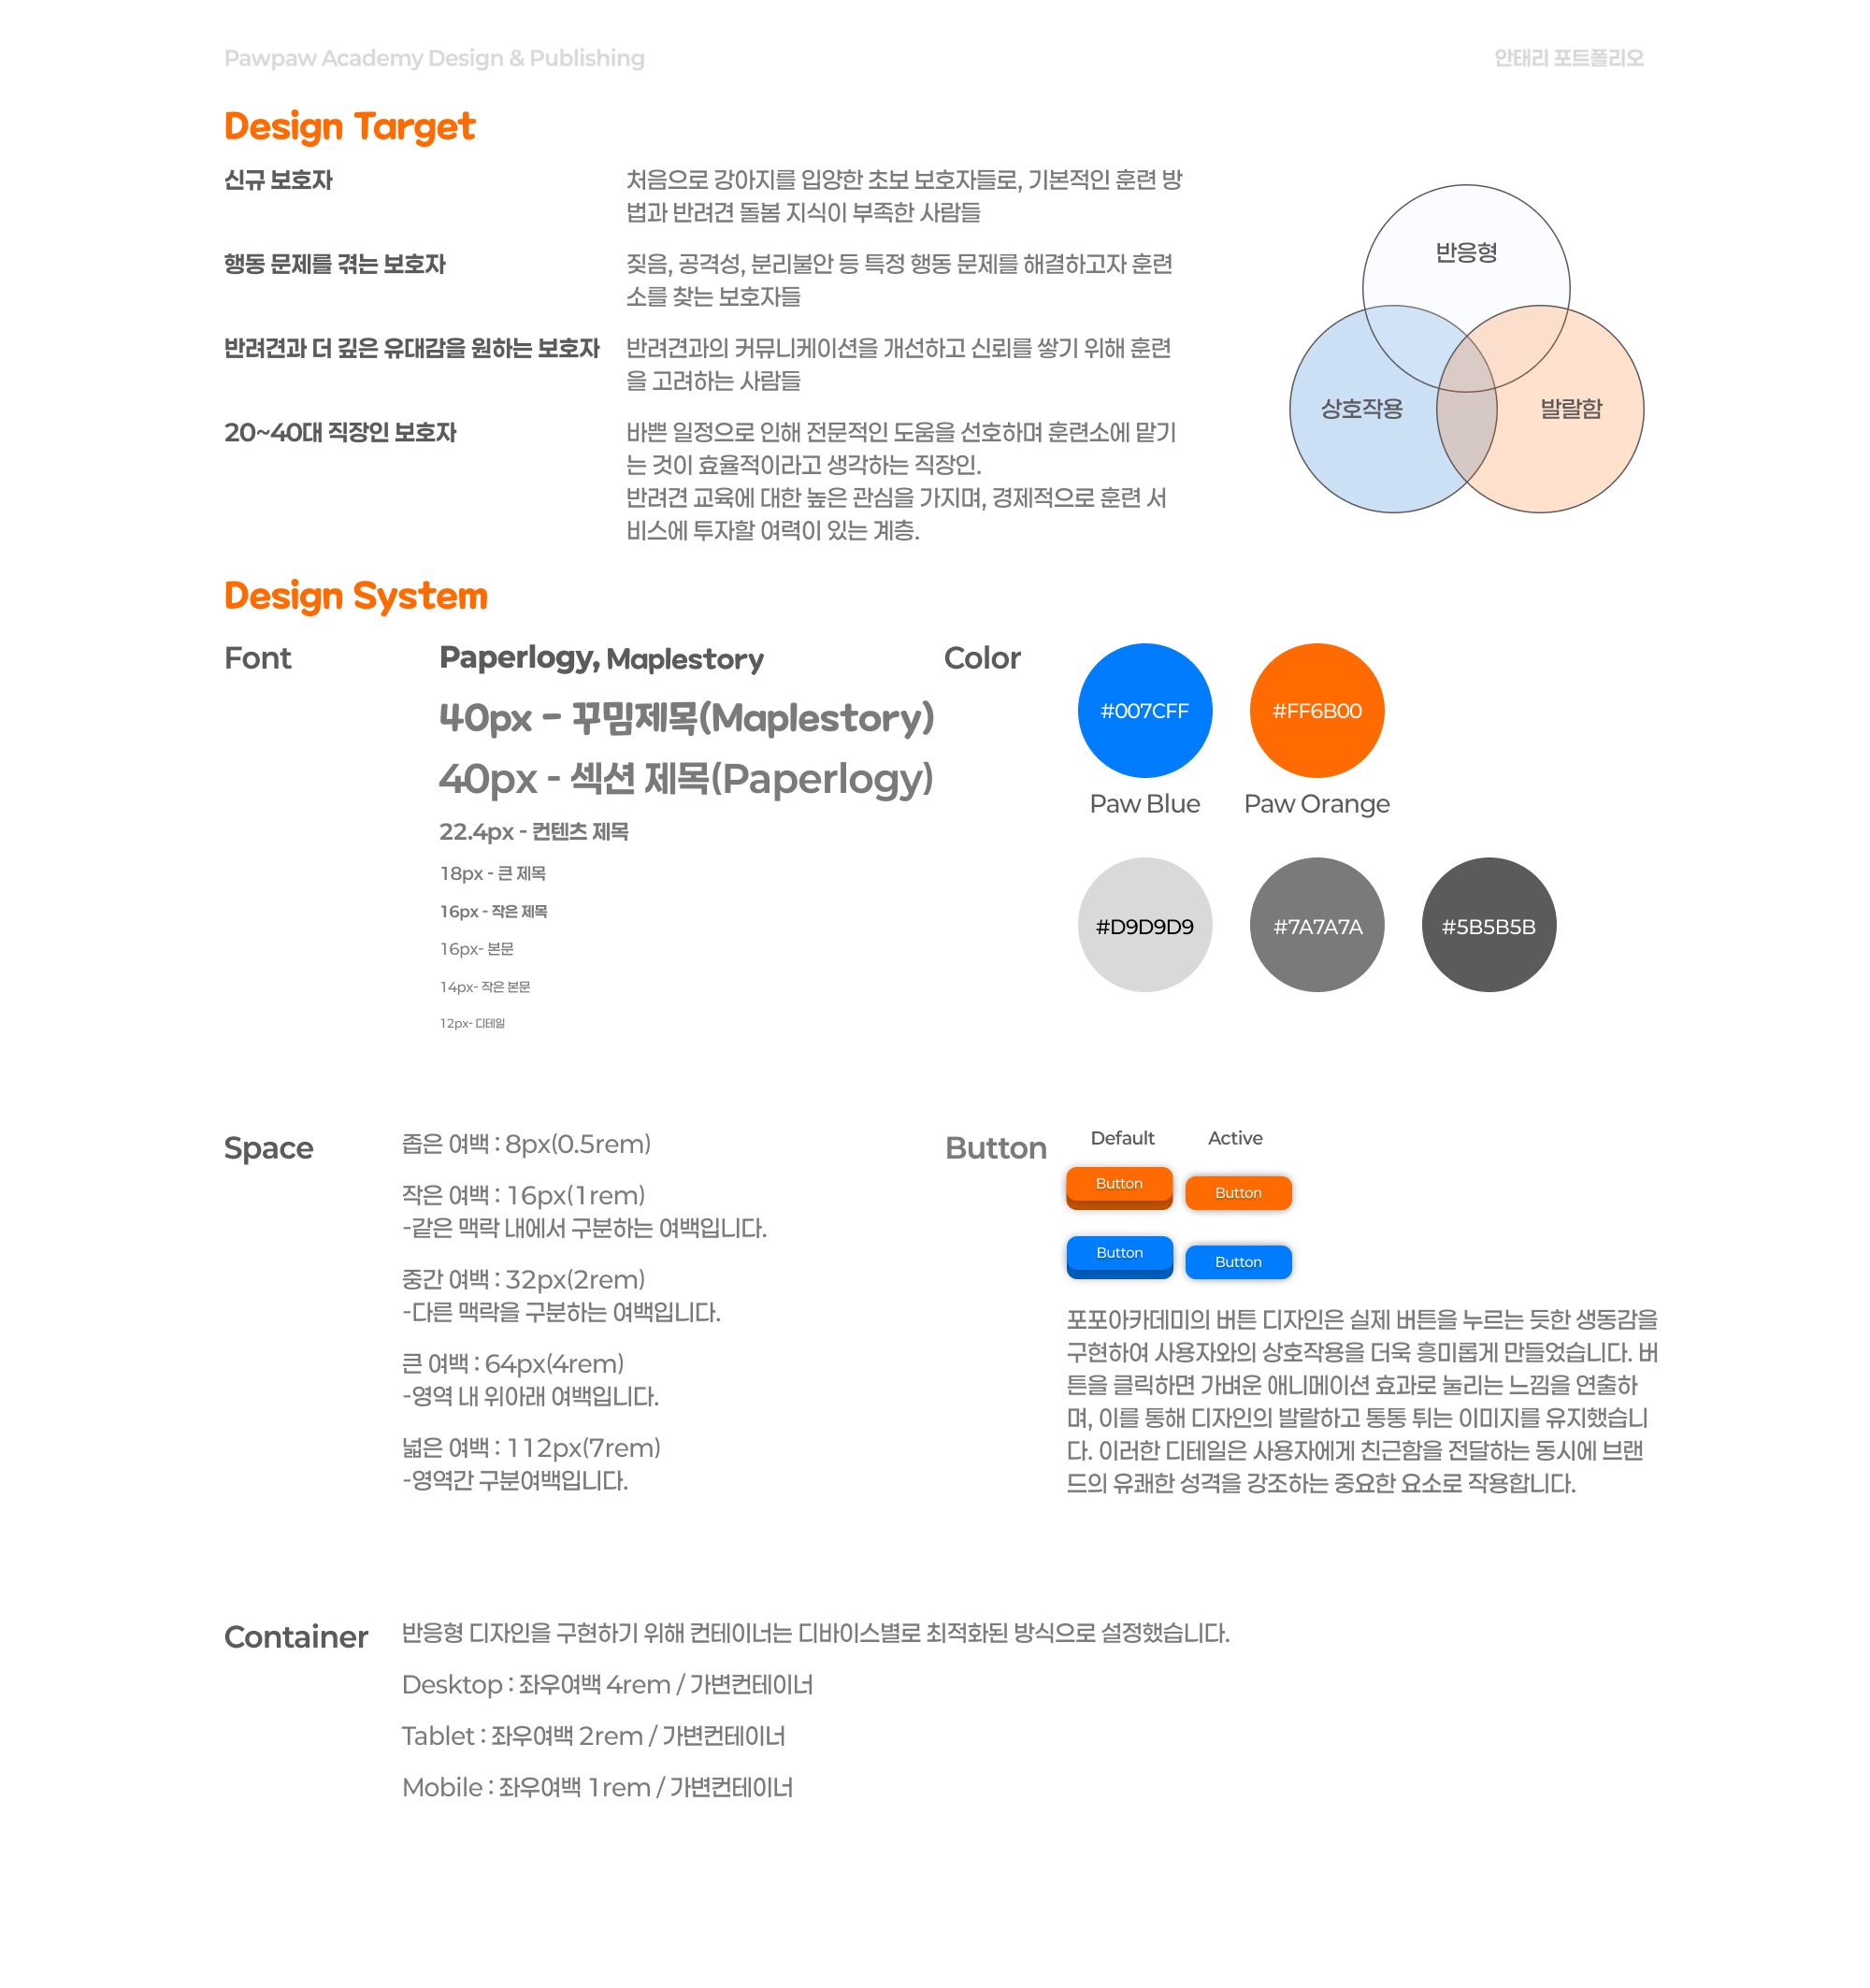 Pawpaw Academy Design & Publishing
안태리 포트폴리오
Design Target
신규 보호자
처음으로 강아지를 입양한 초보 보호자들로, 기본적인 훈련 방
법과 반려견 돌봄 지식이 부족한 사람들
행동 문제를 겪는 보호자
짖음, 공격성, 분리불안 등 특정 행동 문제를 해결하고자 훈련
소를 찾는 보호자들
반려견과 더 깊은 유대감을 원하는 보호자
반려견과의 커뮤니케이션을 개선하고 신뢰를 쌓기 위해 훈련
을 고려하는 사람들
20~40대 직장인 보호자
바쁜 일정으로 인해 전문적인 도움을 선호하며 훈련소에 맡기
는 것이 효율적이라고 생각하는 직장인.
반려견 교육에 대한 높은 관심을 가지며, 경제적으로 훈련 서
비스에 투자할 여력이 있는 계층.
반응형
상호작용
발랄함
Design System
Font
Paperlogy, Maplestory
40px - 꾸밈제목(Maplestory)
40px - 섹션 제목(Paperlogy)
22.4px - 컨텐츠 제목
18px - 큰 제목
16px - 작은 제목
16px- 본문
14px- 작은 본문
12px- 디테일
Color
#007CFF
#FF6B00
Paw Blue
Paw Orange
#D9D9D9
#7A7A7A
#5B5B5B
Space
좁은 여백 : 8px(0.5rem)
작은 여백 : 16px(1rem)
-같은 맥락 내에서 구분하는 여백입니다.
중간 여백 : 32px(2rem)
-다른 맥락을 구분하는 여백입니다.
큰 여백 : 64px(4rem)
-영역 내 위아래 여백입니다.
넓은 여백 : 112px(7rem)
-영역간 구분여백입니다.
Button
Default
Active
Button
Button
Button
Button
포포아카데미의 버튼 디자인은 실제 버튼을 누르는 듯한 생동감을
구현하여 사용자와의 상호작용을 더욱 흥미롭게 만들었습니다. 버
튼을 클릭하면 가벼운 애니메이션 효과로 눌리는 느낌을 연출하
며, 이를 통해 디자인의 발랄하고 통통 튀는 이미지를 유지했습니
다. 이러한 디테일은 사용자에게 친근함을 전달하는 동시에 브랜
드의 유쾌한 성격을 강조하는 중요한 요소로 작용합니다.
Container
반응형 디자인을 구현하기 위해 컨테이너는 디바이스별로 최적화된 방식으로 설정했습니다.
Desktop : 좌우여백 4rem / 가변컨테이너
Tablet : 좌우여백 2rem / 가변컨테이너
Mobile : 좌우여백 1rem / 가변컨테이너